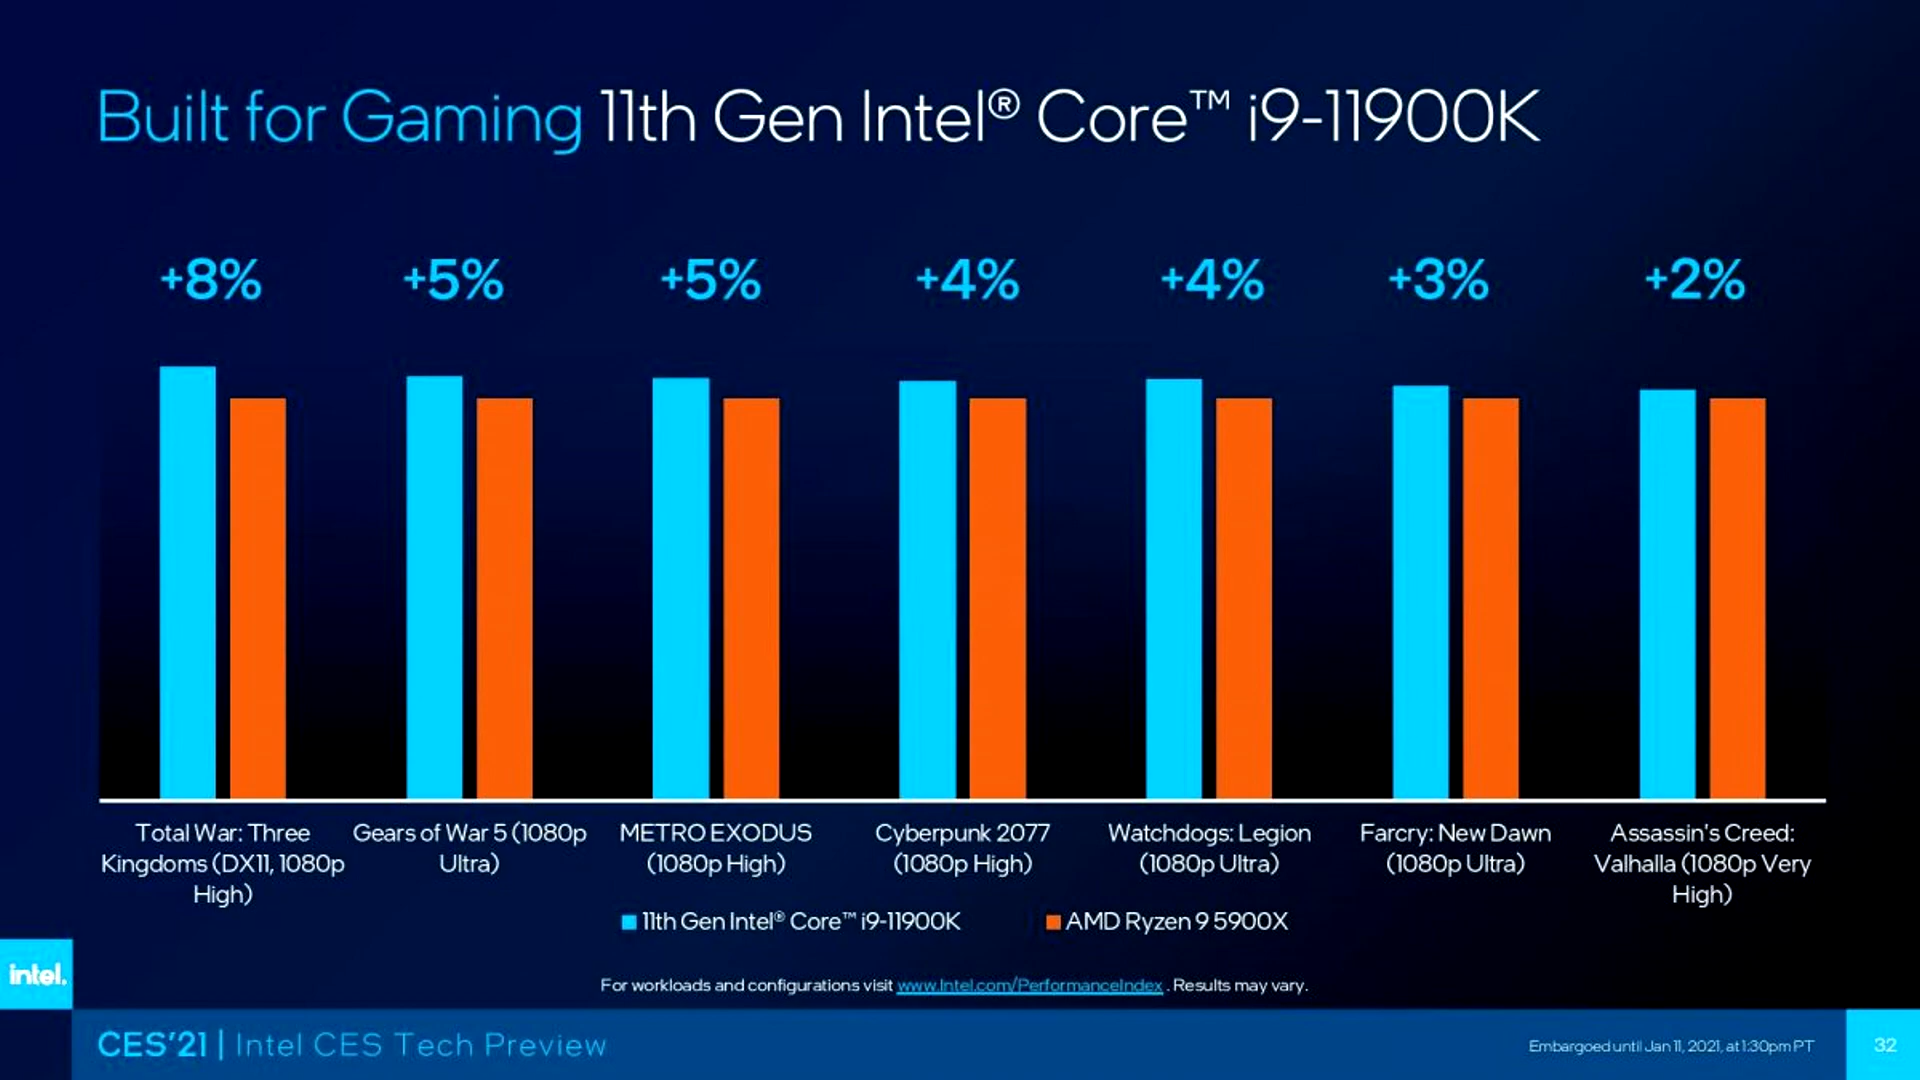 Built for Gaming 11th Gen Intel® Core™ i9-11900K
+8% +5% +5% +4% +4% +3% +2%
Total War: Three
Kingdoms (DX11, 1080p
High)
Gears of War 5 (1080p
Ultra)
METRO EXODUS
(1080p High)
Cyberpunk 2077
(1080p High)
Watchdogs: Legion
(1080p Ultra)
Farcry: New Dawn
(1080p Ultra)
Assassin's Creed:
Valhalla (1080p Very
High)
11th Gen Intel® Core™ i9-11900K AMD Ryzen 9 5900X
intel.
For workloads and configurations visit www.Intel.com/PerformanceIndex . Results may vary.
CES'21 | Intel CES Tech Preview
Embargoed until Jan 11, 2021, at 1:30pm PT
32